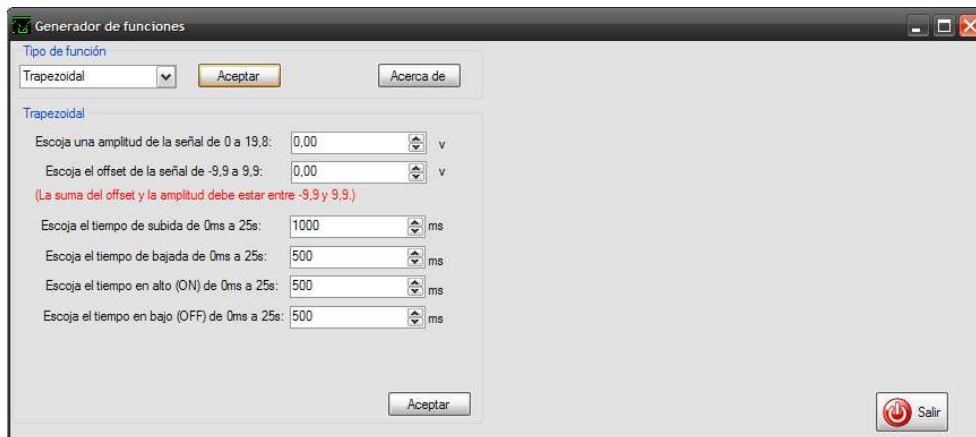 Generador de funciones
Tipo de función
Trapezoidal
Aceptar
Acerca de
Trapezoidal
Escoja una amplitud de la señal de 0 a 19,8: 0,00 v
Escoja el offset de la señal de -9,9 a 9,9: 0,00 v
(La suma del offset y la amplitud debe estar entre -9,9 y 9,9.)
Escoja el tiempo de subida de 0ms a 25s: 1000 ms
Escoja el tiempo de bajada de 0ms a 25s: 500 ms
Escoja el tiempo en alto (ON) de 0ms a 25s: 500 ms
Escoja el tiempo en bajo (OFF) de 0ms a 25s: 500 ms
Aceptar
Salir